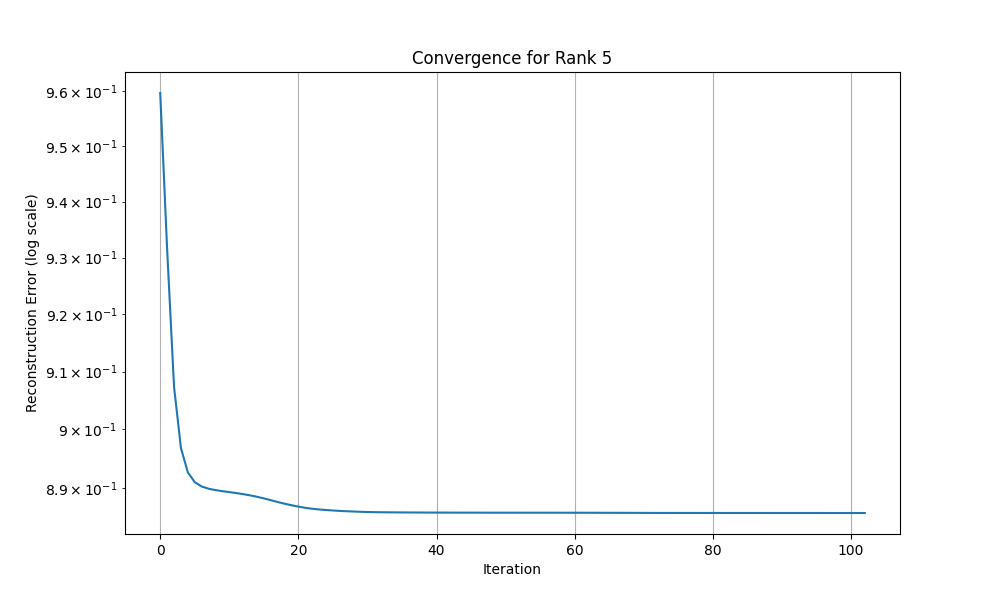 Convergence for Rank 5
Reconstruction Error (log scale)
9.6 × 10⁻¹
9.5 × 10⁻¹
9.4 × 10⁻¹
9.3 × 10⁻¹
9.2 × 10⁻¹
9.1 × 10⁻¹
9 × 10⁻¹
8.9 × 10⁻¹
0 20 40 60 80 100
Iteration